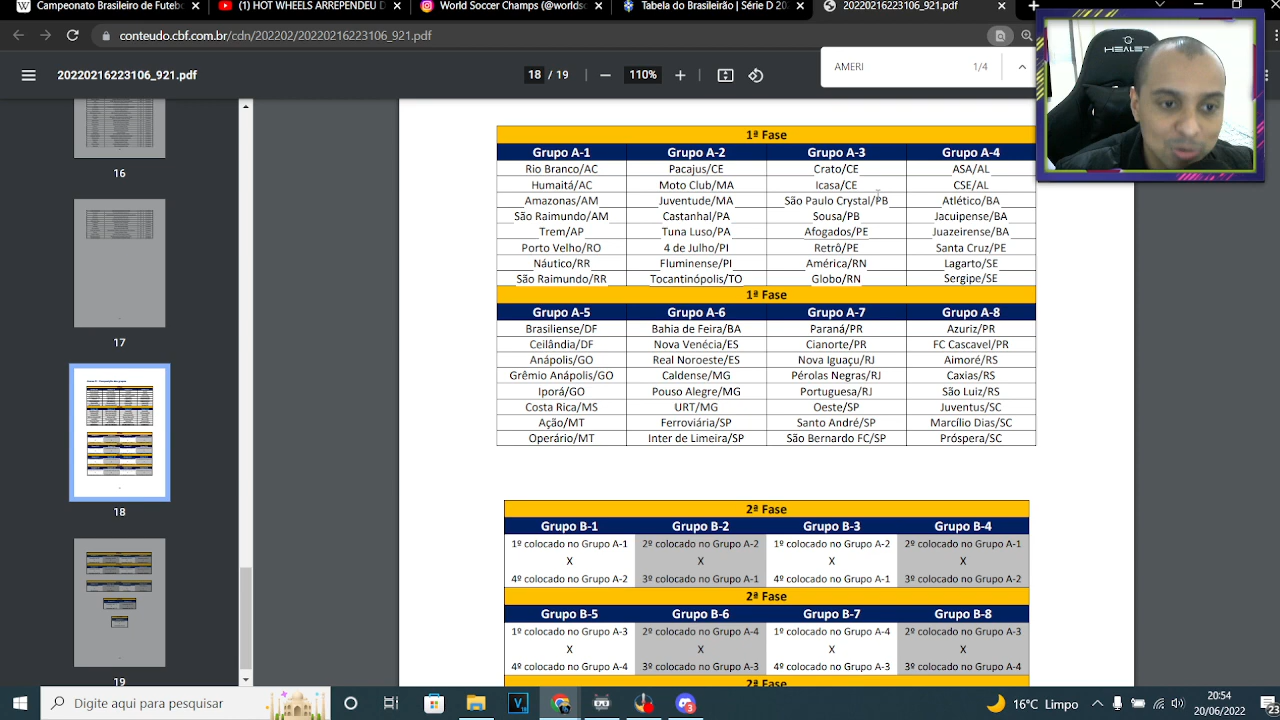 Campeonato Brasileiro de Futebo
(1) HOT WHEELS ARREPENDEU D
World Soccer Champs (@worldso
Tabela do Brasileirão | Série D 20
20220216223106_921.pdf
conteudo.cbf.com.br/cdn/202202/20220216223106_921.pdf
20220216223106_921.pdf
18 / 19
110%
AMERI
1/4
HEALER
16
17
18
19
1ª Fase
Grupo A-1 Grupo A-2 Grupo A-3 Grupo A-4
Rio Branco/AC Pacajus/CE Crato/CE ASA/AL
Humaitá/AC Moto Club/MA Icasa/CE CSE/AL
Amazonas/AM Juventude/MA São Paulo Crystal/PB Atlético/BA
São Raimundo/AM Castanhal/PA Sousa/PB Jacuipense/BA
Trem/AP Tuna Luso/PA Afogados/PE Juazeirense/BA
Porto Velho/RO 4 de Julho/PI Retrô/PE Santa Cruz/PE
Náutico/RR Fluminense/PI América/RN Lagarto/SE
São Raimundo/RR Tocantinópolis/TO Globo/RN Sergipe/SE
1ª Fase
Grupo A-5 Grupo A-6 Grupo A-7 Grupo A-8
Brasiliense/DF Bahia de Feira/BA Paraná/PR Azuriz/PR
Ceilândia/DF Nova Venécia/ES Cianorte/PR FC Cascavel/PR
Anápolis/GO Real Noroeste/ES Nova Iguaçu/RJ Aimoré/RS
Grêmio Anápolis/GO Caldense/MG Pérolas Negras/RJ Caxias/RS
Iporá/GO Pouso Alegre/MG Portuguesa/RJ São Luiz/RS
Costa Rica/MS URT/MG Oeste/SP Juventus/SC
Ação/MT Ferroviária/SP Santo André/SP Marcílio Dias/SC
Operário/MT Inter de Limeira/SP São Bernardo FC/SP Próspera/SC
2ª Fase
Grupo B-1 Grupo B-2 Grupo B-3 Grupo B-4
1º colocado no Grupo A-1 2º colocado no Grupo A-2 1º colocado no Grupo A-2 2º colocado no Grupo A-1
X X X X
4º colocado no Grupo A-2 3º colocado no Grupo A-1 4º colocado no Grupo A-1 3º colocado no Grupo A-2
2ª Fase
Grupo B-5 Grupo B-6 Grupo B-7 Grupo B-8
1º colocado no Grupo A-3 2º colocado no Grupo A-4 1º colocado no Grupo A-4 2º colocado no Grupo A-3
X X X X
4º colocado no Grupo A-4 3º colocado no Grupo A-3 4º colocado no Grupo A-3 3º colocado no Grupo A-4
2ª Fase
Digite aqui para pesquisar
16°C Limpo
20:54
20/06/2022
23